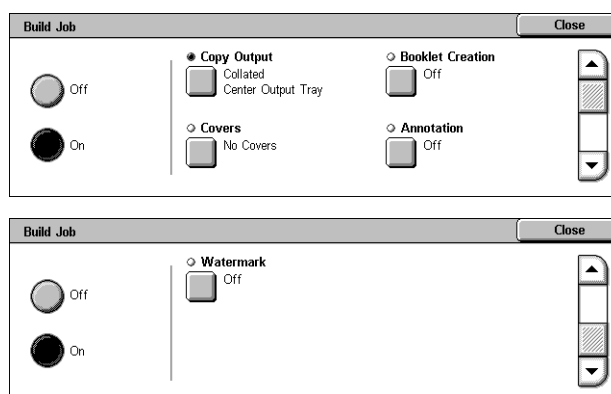 Build Job
Close
Off
On
Copy Output
Collated
Center Output Tray
Booklet Creation
Off
Covers
No Covers
Annotation
Off
Build Job
Close
Off
On
Watermark
Off